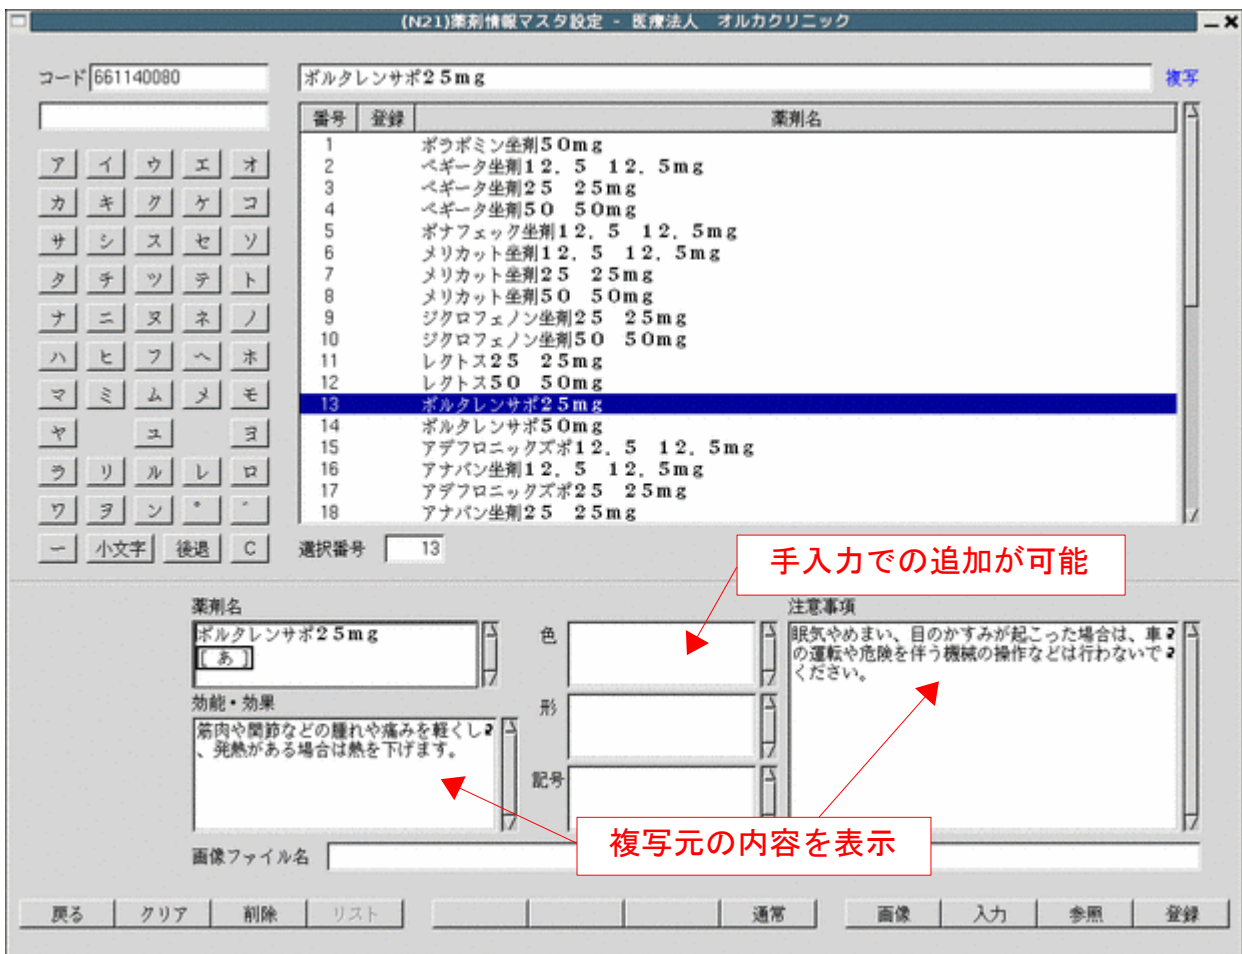 (N21)薬剤情報マスタ設定 - 医療法人 オルカクリニック
コード 661140080 ボルタレンサポ２５ｍｇ 複写
番号 登録 薬剤名
1 ボラボミン坐剤５０ｍｇ
2 ベギータ坐剤１２．５ １２．５ｍｇ
3 ベギータ坐剤２５ ２５ｍｇ
4 ベギータ坐剤５０ ５０ｍｇ
5 ボナフェック坐剤１２．５ １２．５ｍｇ
6 メリカット坐剤１２．５ １２．５ｍｇ
7 メリカット坐剤２５ ２５ｍｇ
8 メリカット坐剤５０ ５０ｍｇ
9 ジクロフェノン坐剤２５ ２５ｍｇ
10 ジクロフェノン坐剤５０ ５０ｍｇ
11 レクトス２５ ２５ｍｇ
12 レクトス５０ ５０ｍｇ
13 ボルタレンサポ２５ｍｇ
14 ボルタレンサポ５０ｍｇ
15 アデフロニックズポ１２．５ １２．５ｍｇ
16 アナバン坐剤１２．５ １２．５ｍｇ
17 アデフロニックズポ２５ ２５ｍｇ
18 アナバン坐剤２５ ２５ｍｇ
ア イ ウ エ オ
カ キ ク ケ コ
サ シ ス セ ソ
タ チ ツ テ ト
ナ ニ ヌ ネ ノ
ハ ヒ フ ヘ ホ
マ ミ ム メ モ
ヤ ユ ヨ
ラ リ ル レ ロ
ワ ヲ ン ゜ ゛
ー 小文字 後退 C
選択番号 13
手入力での追加が可能
薬剤名
ボルタレンサポ２５ｍｇ
[ あ ]
効能・効果
筋肉や関節などの腫れや痛みを軽くし
、発熱がある場合は熱を下げます。
色
形
記号
注意事項
眠気やめまい、目のかすみが起こった場合は、車
の運転や危険を伴う機械の操作などは行わないで
ください。
複写元の内容を表示
画像ファイル名
戻る クリア 削除 リスト 通常 画像 入力 参照 登録